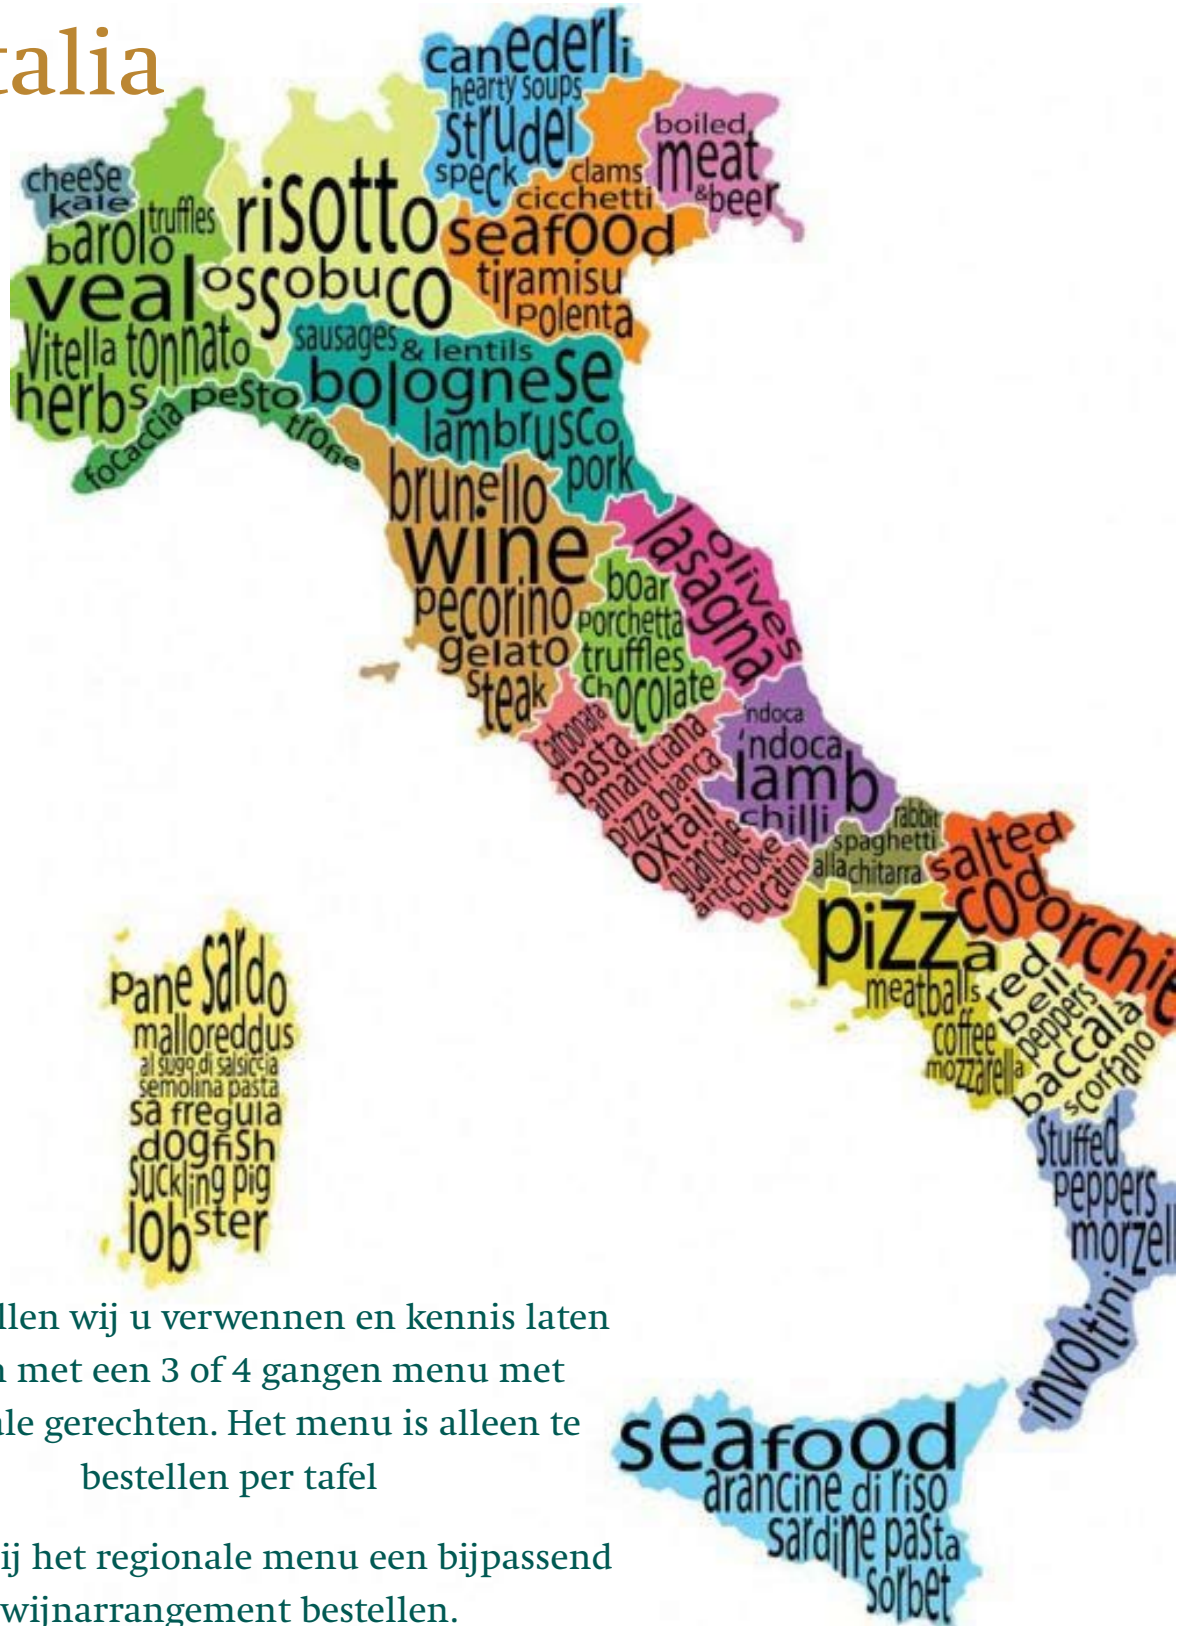 talia
canederli
hearty soups
strudel
speck
boiled
meat
& beer
clams
cicchetti
seafood
tiramisu
polenta
cheese
kale
truffles
barolo
veal
Vitella tonnato
herbs
risotto
ossobuco
sausages & lentils
bolognese
lambrusco
pork
focaccia
pesto
trofie
brunello
wine
pecorino
gelato
steak
olives
lasagna
boar
porchetta
truffles
chocolate
Carbonara
pasta
amatriciana
pizza bianca
oxtail
guanciale
artichoke
bucatini
'ndoca
'ndoca
lamb
chilli
rabbit
spaghetti
alla chitarra
salted
cod
orchie
pizza
meatballs
coffee
mozzarella
red
bell
peppers
baccalà
scorfano
pane sardo
malloreddus
al sugo di salsiccia
semolina pasta
sa fregula
dogfish
suckling pig
lobster
Stuffed
peppers
morzell
involtini
llen wij u verwennen en kennis laten
n met een 3 of 4 gangen menu met
ale gerechten. Het menu is alleen te
bestellen per tafel
ij het regionale menu een bijpassend
wijnarrangement bestellen.
seafood
arancine di riso
sardine pasta
sorbet